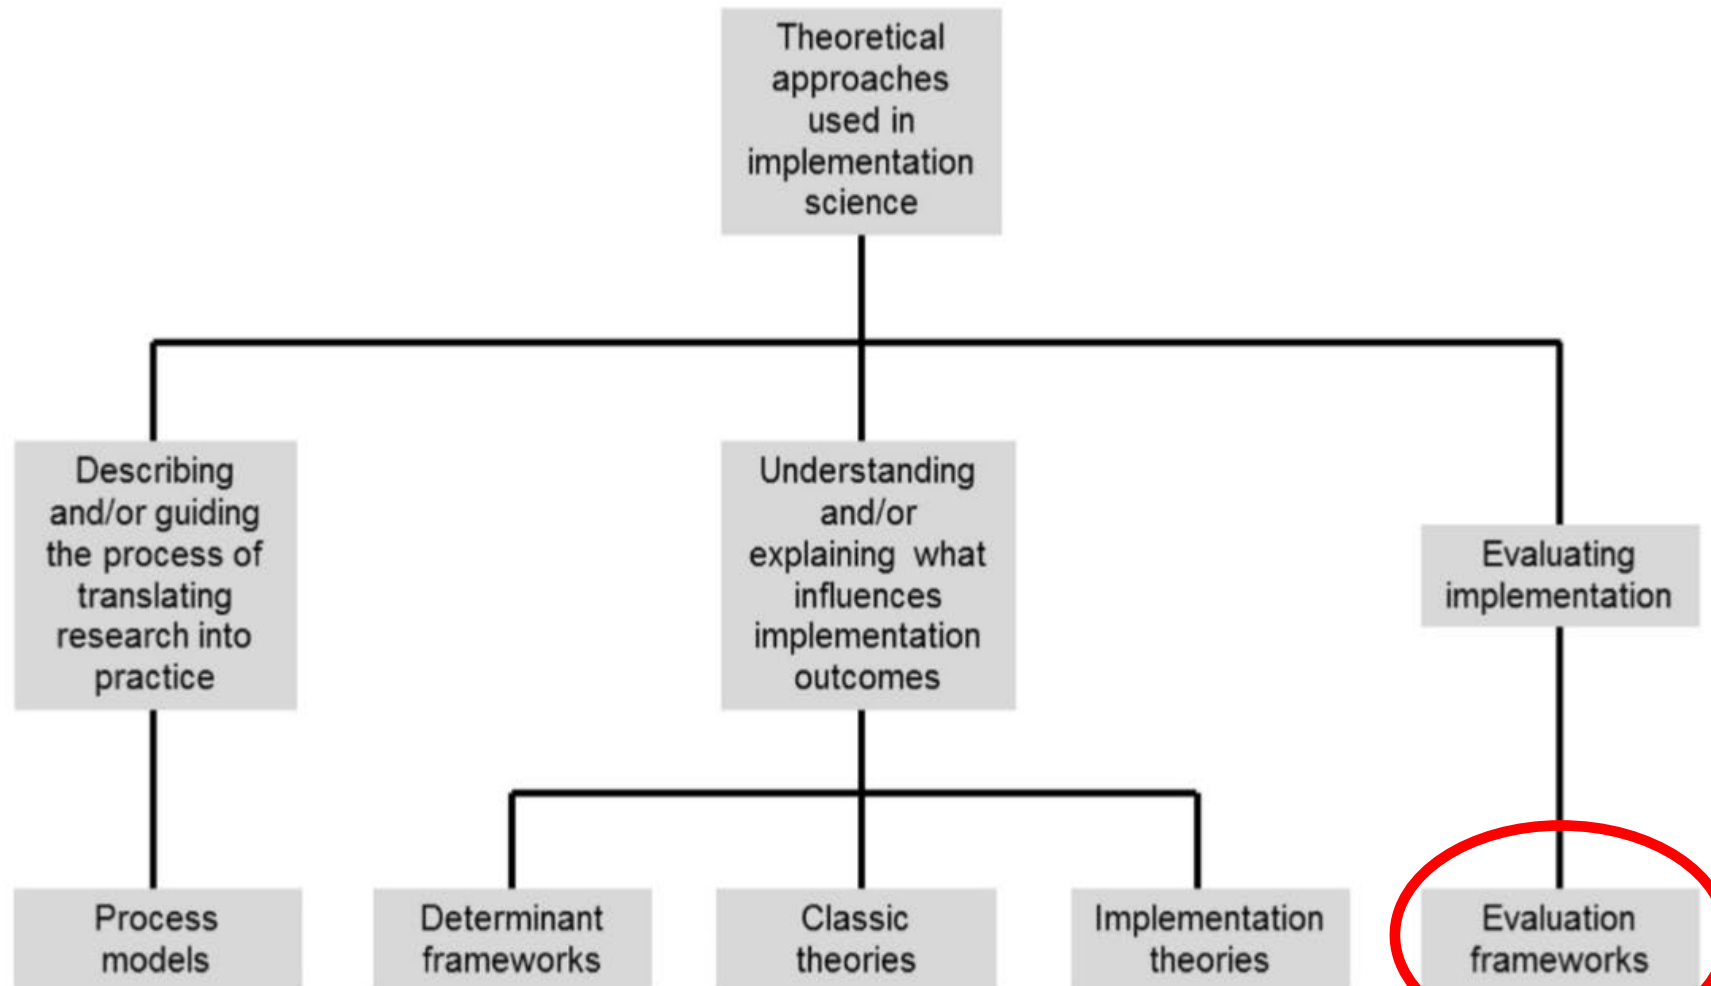 Theoretical
approaches
used in
implementation
science
Describing
and/or guiding
the process of
translating
research into
practice
Understanding
and/or
explaining what
influences
implementation
outcomes
Evaluating
implementation
Process
models
Determinant
frameworks
Classic
theories
Implementation
theories
Evaluation
frameworks